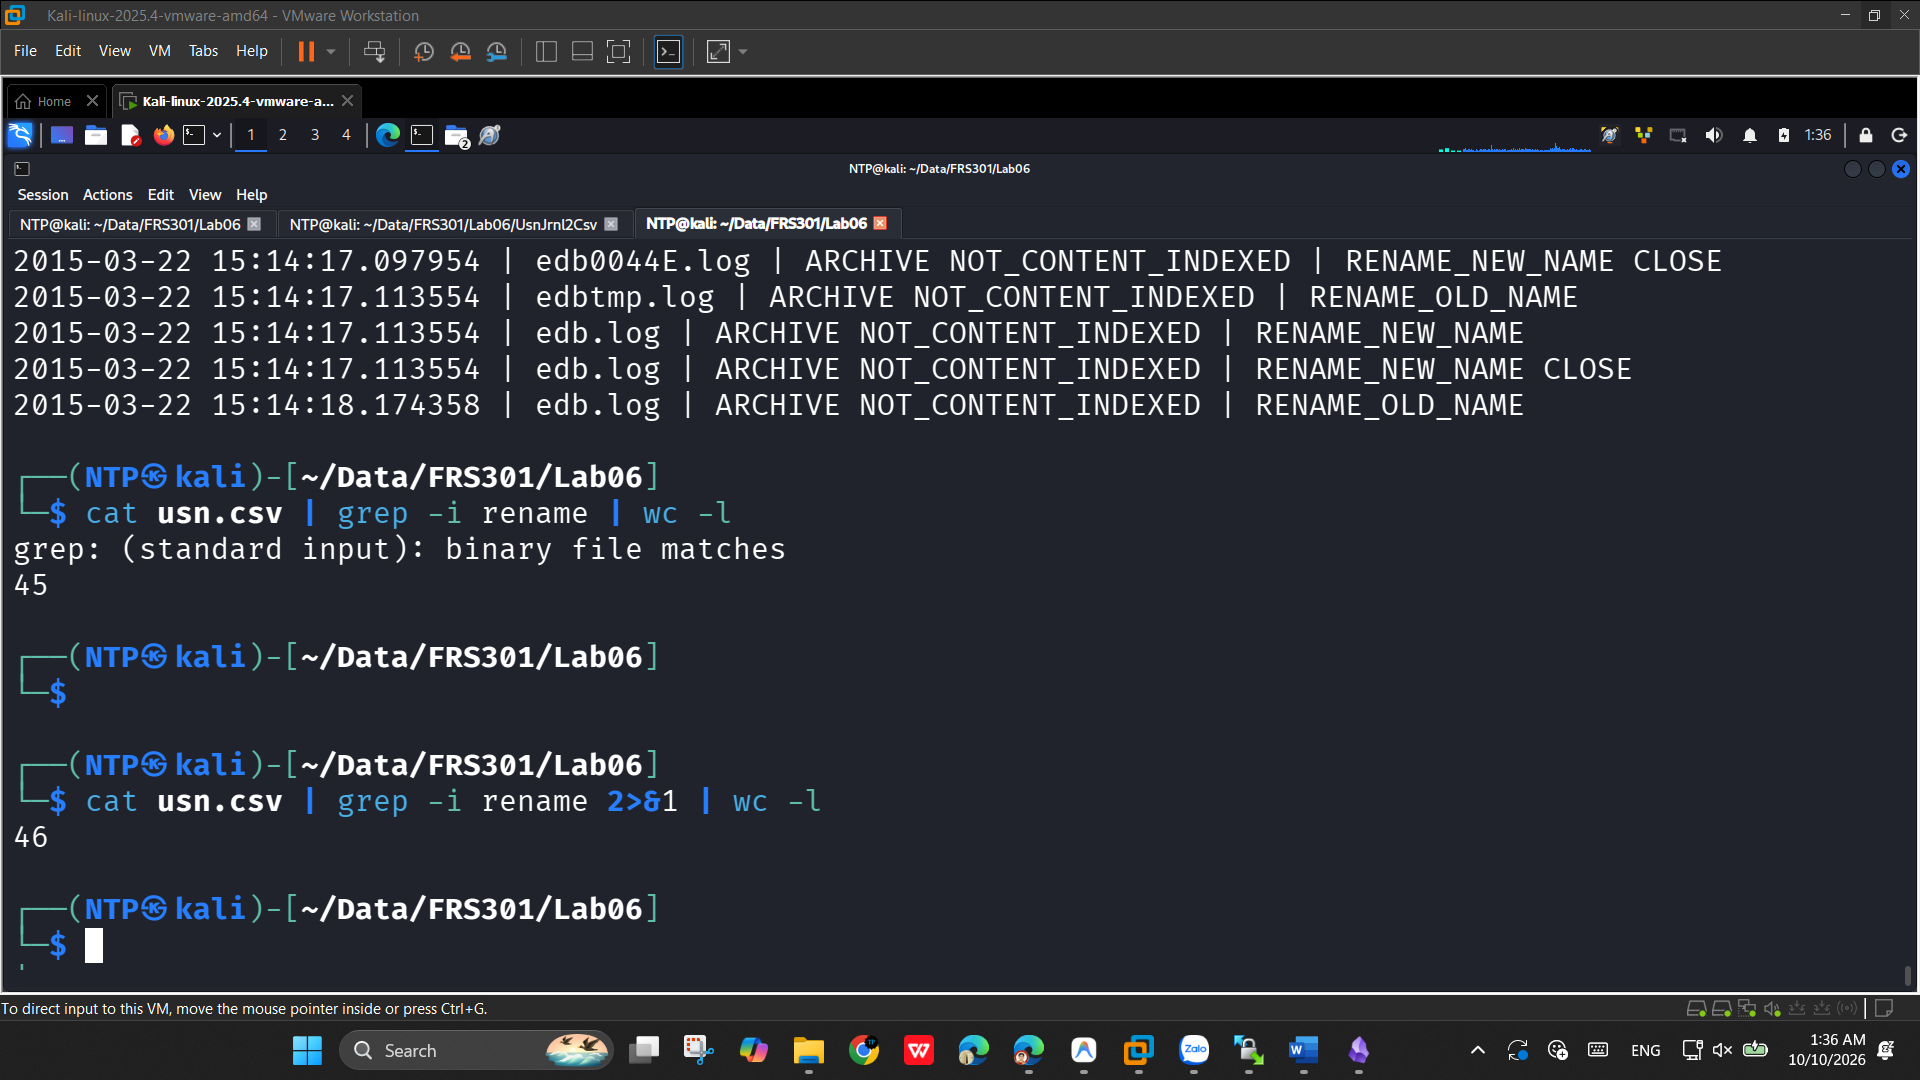 Kali-linux-2025.4-vmware-amd64 - VMware Workstation
File Edit View VM Tabs Help
Home Kali-linux-2025.4-vmware-a...
1 2 3 4 2 1:36
NTP@kali: ~/Data/FRS301/Lab06
Session Actions Edit View Help
NTP@kali: ~/Data/FRS301/Lab06 NTP@kali: ~/Data/FRS301/Lab06/UsnJrnl2Csv NTP@kali: ~/Data/FRS301/Lab06
2015-03-22 15:14:17.097954 | edb0044E.log | ARCHIVE NOT_CONTENT_INDEXED | RENAME_NEW_NAME CLOSE
2015-03-22 15:14:17.113554 | edbtmp.log | ARCHIVE NOT_CONTENT_INDEXED | RENAME_OLD_NAME
2015-03-22 15:14:17.113554 | edb.log | ARCHIVE NOT_CONTENT_INDEXED | RENAME_NEW_NAME
2015-03-22 15:14:17.113554 | edb.log | ARCHIVE NOT_CONTENT_INDEXED | RENAME_NEW_NAME CLOSE
2015-03-22 15:14:18.174358 | edb.log | ARCHIVE NOT_CONTENT_INDEXED | RENAME_OLD_NAME
┌──(NTP㉿kali)-[~/Data/FRS301/Lab06]
└─$ cat usn.csv | grep -i rename | wc -l
grep: (standard input): binary file matches
45
┌──(NTP㉿kali)-[~/Data/FRS301/Lab06]
└─$
┌──(NTP㉿kali)-[~/Data/FRS301/Lab06]
└─$ cat usn.csv | grep -i rename 2>&1 | wc -l
46
┌──(NTP㉿kali)-[~/Data/FRS301/Lab06]
└─$
To direct input to this VM, move the mouse pointer inside or press Ctrl+G.
Search Zalo ENG 1:36 AM
10/10/2026